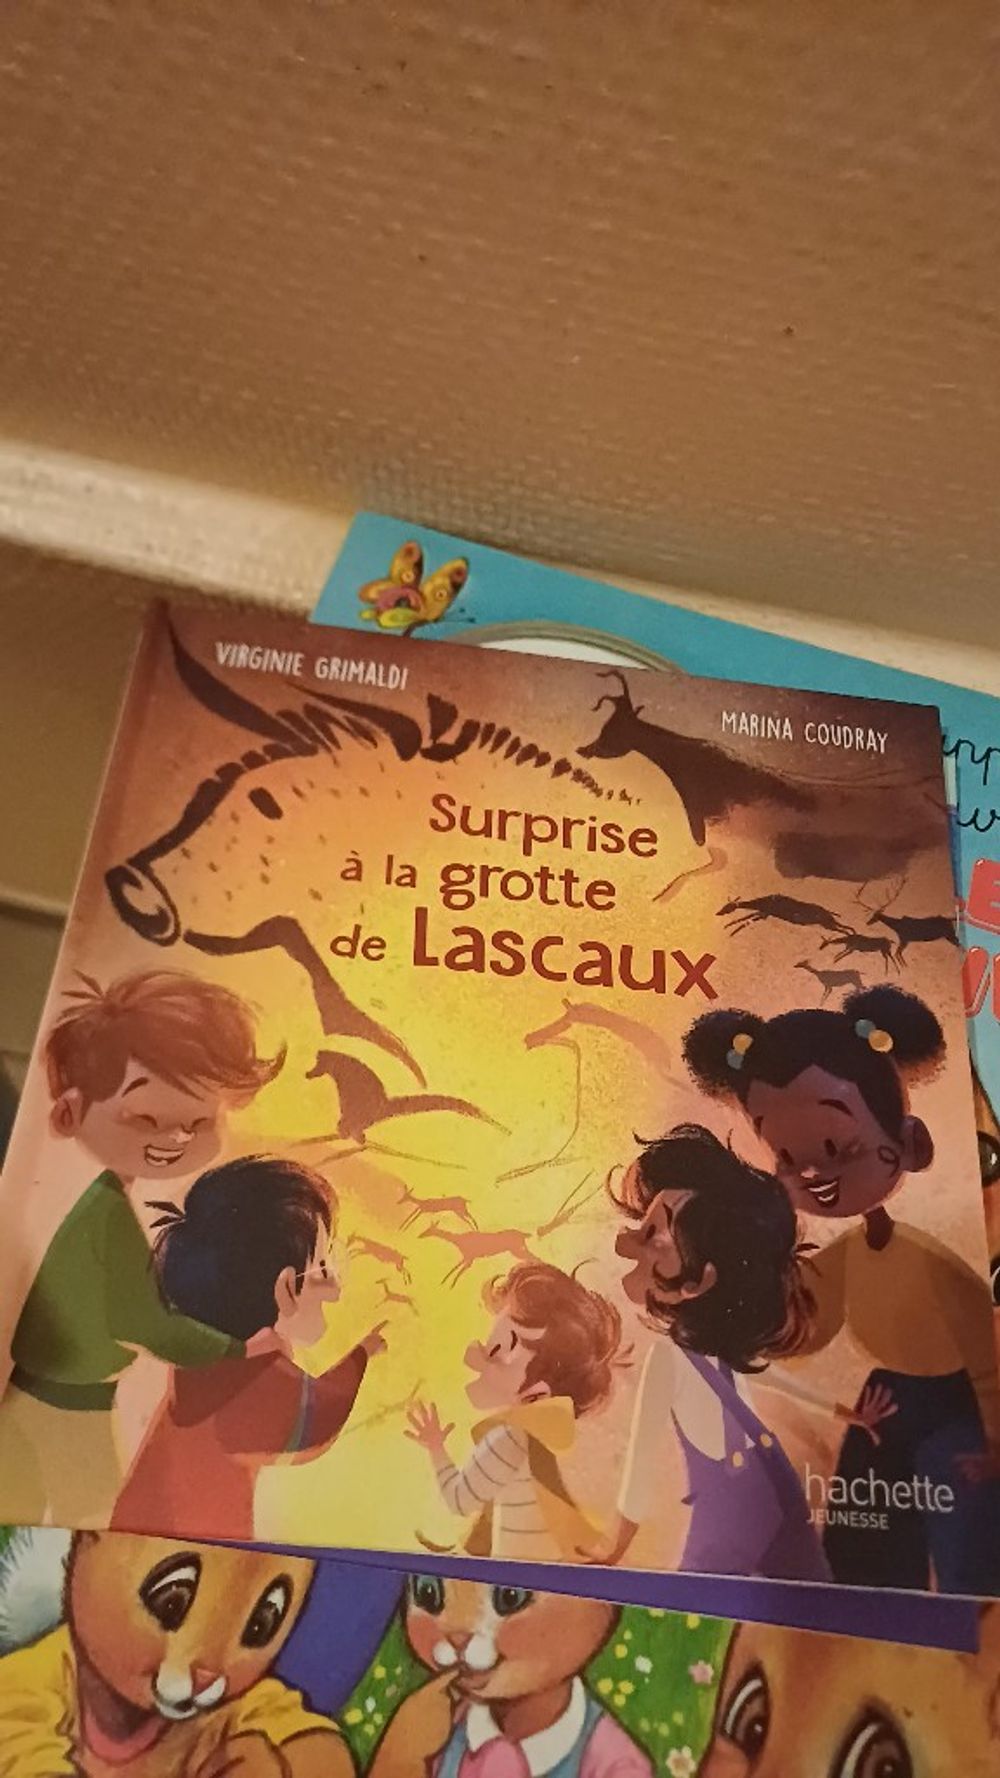 VIRGINIE GRIMALDI
MARINA COUDRAY
Surprise
à la grotte
de Lascaux
hachette
JEUNESSE